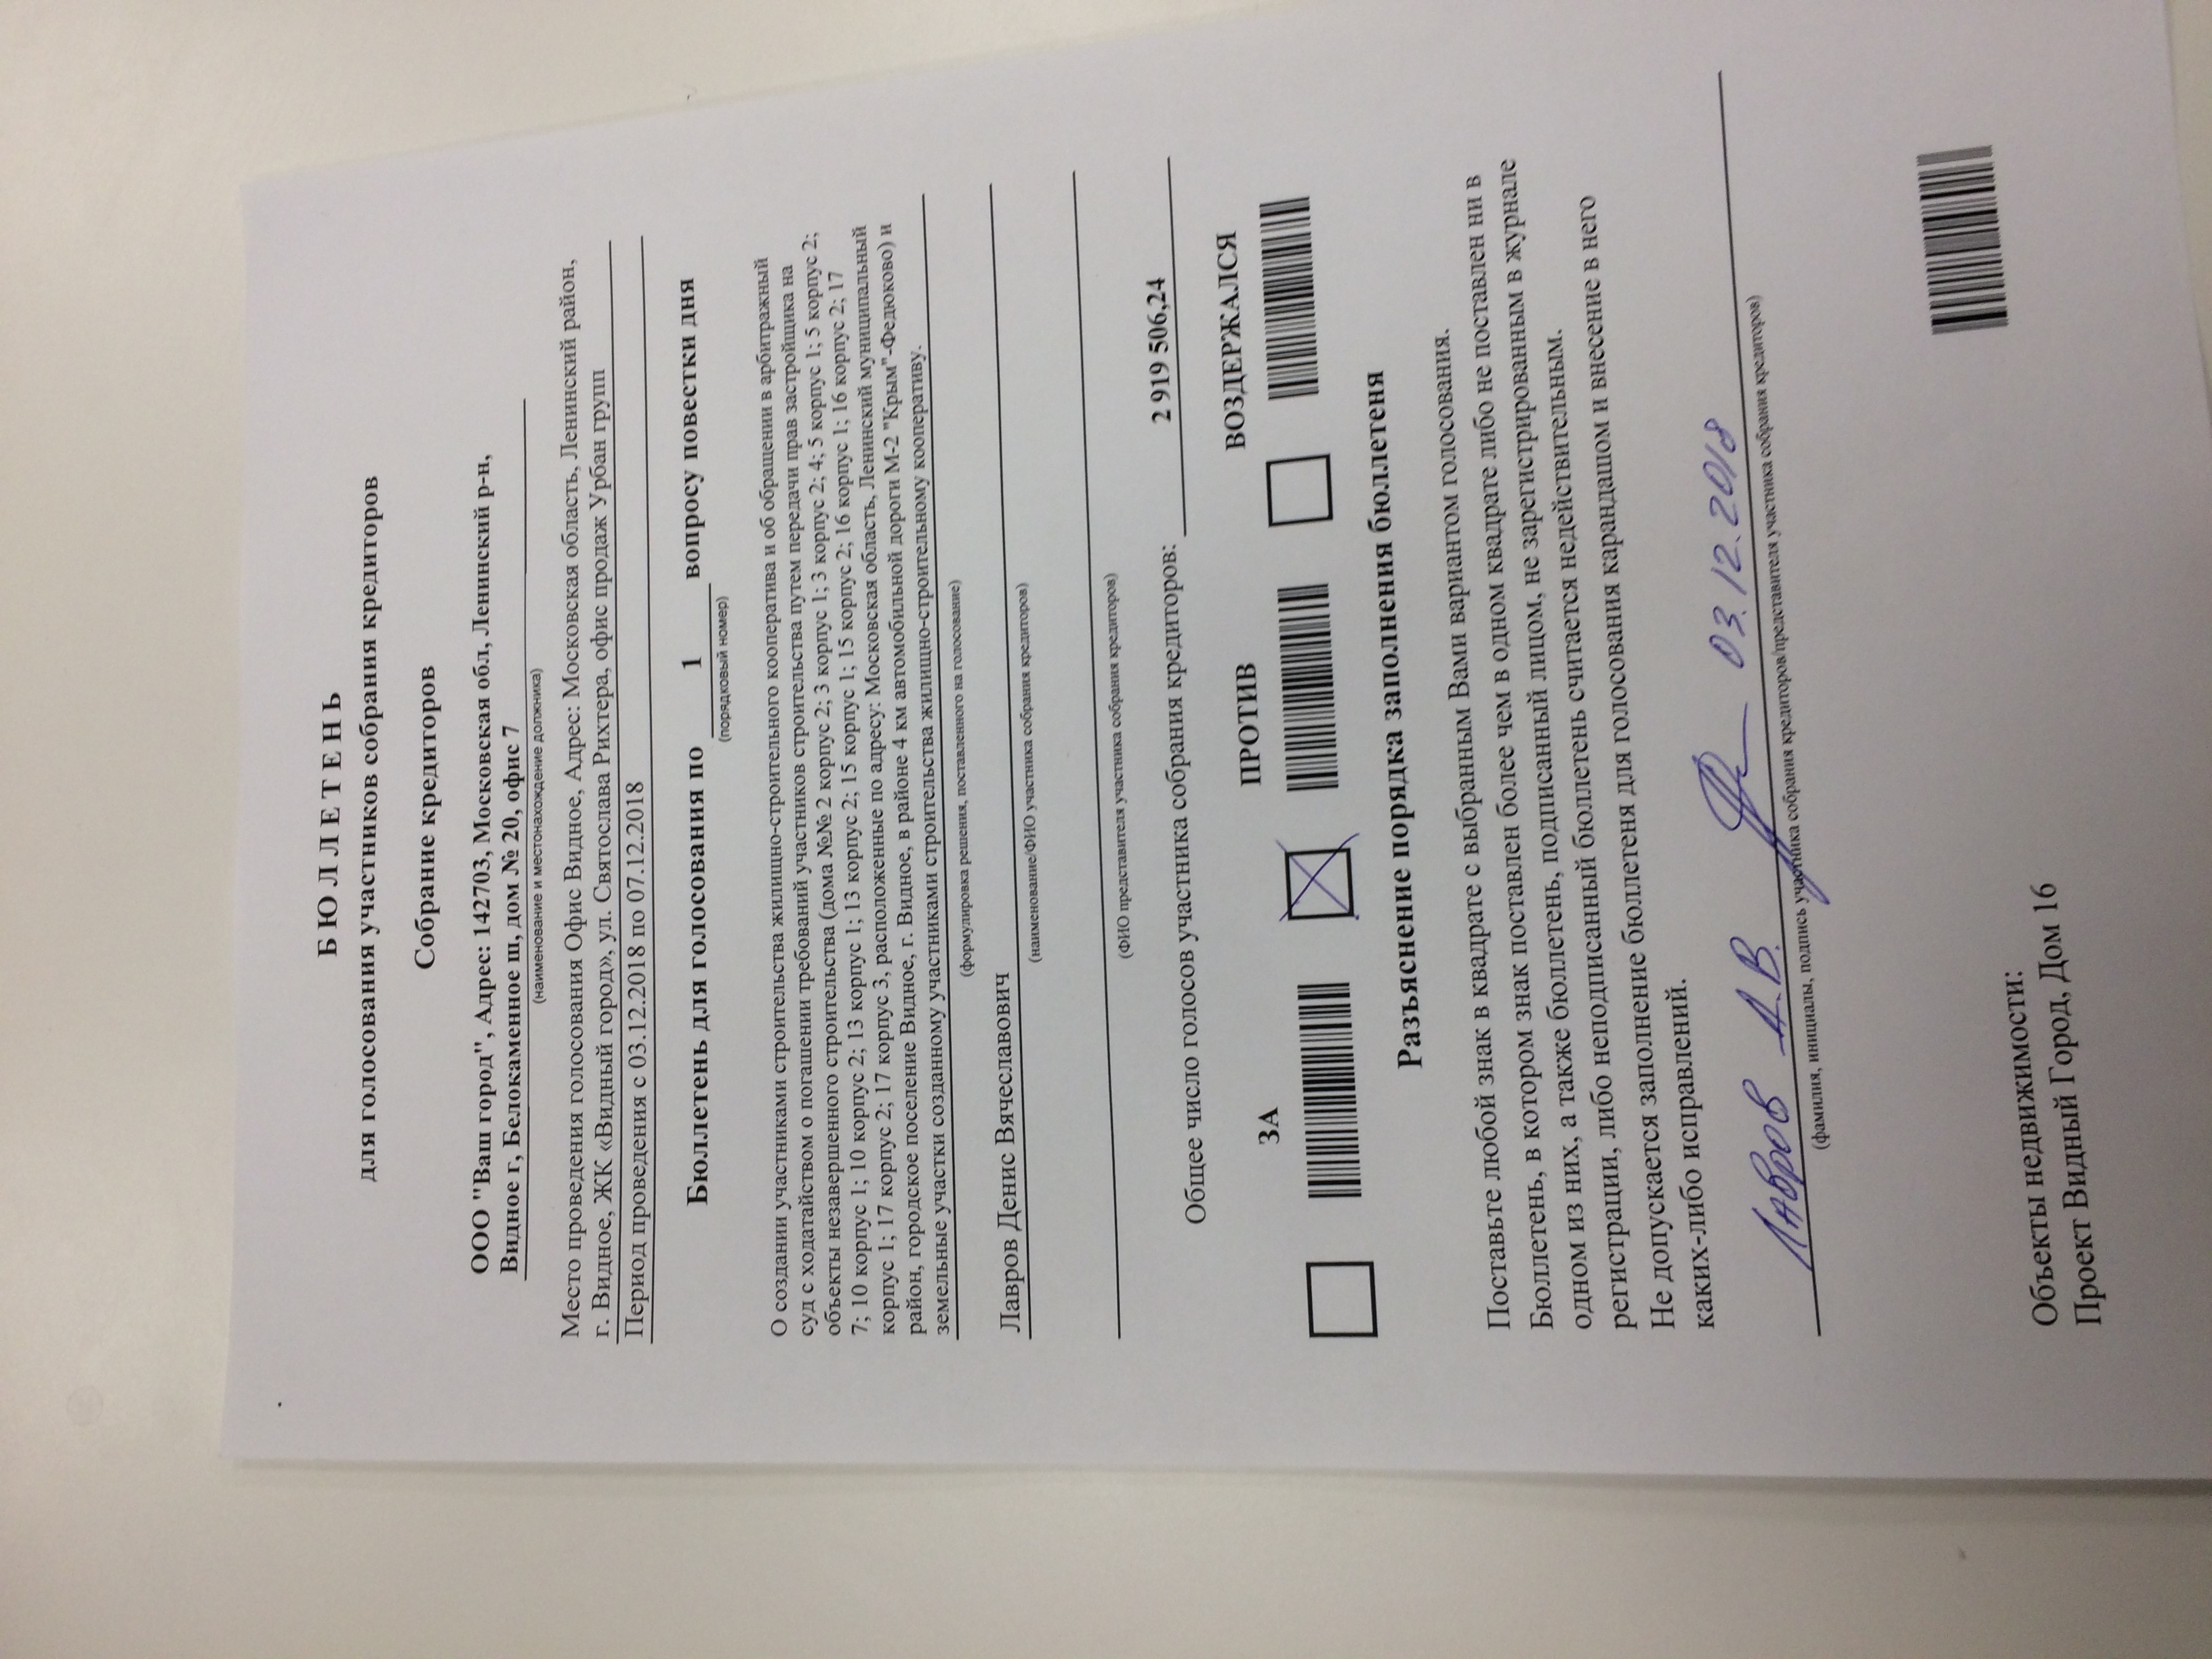 БЮЛЛЕТЕНЬ
для голосования участников собрания кредиторов
Собрание кредиторов
ООО "Ваш город", Адрес: 142703, Московская обл, Ленинский р-н,
Видное г, Белокаменное ш, дом № 20, офис 7
(наименование и местонахождение должника)
Место проведения голосования Офис Видное, Адрес: Московская область, Ленинский район,
г. Видное, ЖК «Видный город», ул. Святослава Рихтера, офис продаж Урбан групп
Период проведения с 03.12.2018 по 07.12.2018
Бюллетень для голосования по 1 вопросу повестки дня
(порядковый номер)
О создании участниками строительства жилищно-строительного кооператива и об обращении в арбитражный
суд с ходатайством о погашении требований участников строительства путем передачи прав застройщика на
объекты незавершенного строительства (дома №№ 2 корпус 2; 3 корпус 1; 3 корпус 2; 4; 5 корпус 1; 5 корпус 2;
7; 10 корпус 1; 10 корпус 2; 13 корпус 1; 13 корпус 2; 15 корпус 1; 15 корпус 2; 16 корпус 1; 16 корпус 2; 17
корпус 1; 17 корпус 2; 17 корпус 3, расположенные по адресу: Московская область, Ленинский муниципальный
район, городское поселение Видное, г. Видное, в районе 4 км автомобильной дороги М-2 "Крым"-Федюково) и
земельные участки созданному участниками строительства жилищно-строительному кооперативу.
(формулировка решения, поставленного на голосование)
Лавров Денис Вячеславович
(наименование/ФИО участника собрания кредиторов)
(ФИО представителя участника собрания кредиторов)
Общее число голосов участника собрания кредиторов: 2 919 506,24
ЗА ПРОТИВ ВОЗДЕРЖАЛСЯ
Разъяснение порядка заполнения бюллетеня
Поставьте любой знак в квадрате с выбранным Вами вариантом голосования.
Бюллетень, в котором знак поставлен более чем в одном квадрате либо не поставлен ни в
одном из них, а также бюллетень, подписанный лицом, не зарегистрированным в журнале
регистрации, либо неподписанный бюллетень считается недействительным.
Не допускается заполнение бюллетеня для голосования карандашом и внесение в него
каких-либо исправлений.
Лавров Д.В. 03.12.2018
(фамилия, инициалы, подпись участника собрания кредиторов/представителя участника собрания кредиторов)
Объекты недвижимости:
Проект Видный Город, Дом 16